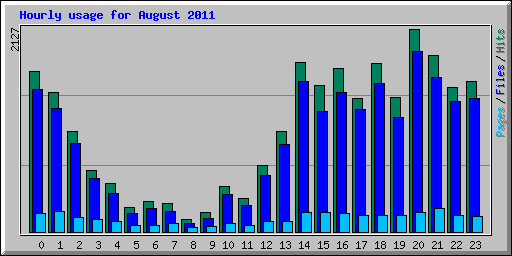 Hourly usage for August 2011
2127
Pages / Files / Hits
0 1 2 3 4 5 6 7 8 9 10 11 12 13 14 15 16 17 18 19 20 21 22 23